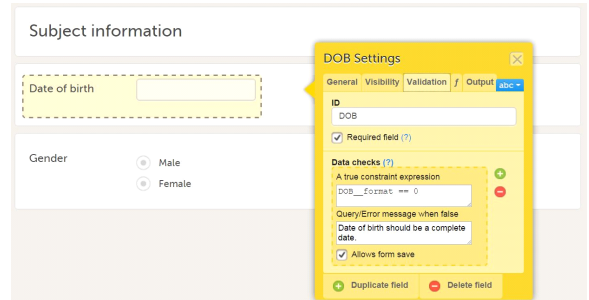 Subject information
Date of birth
Gender
Male
Female
DOB Settings
General Visibility Validation ƒ Output abc
ID
DOB
Required field (?)
Data checks (?)
A true constraint expression
DOB__format == 0
Query/Error message when false
Date of birth should be a complete
date.
Allows form save
Duplicate field Delete field